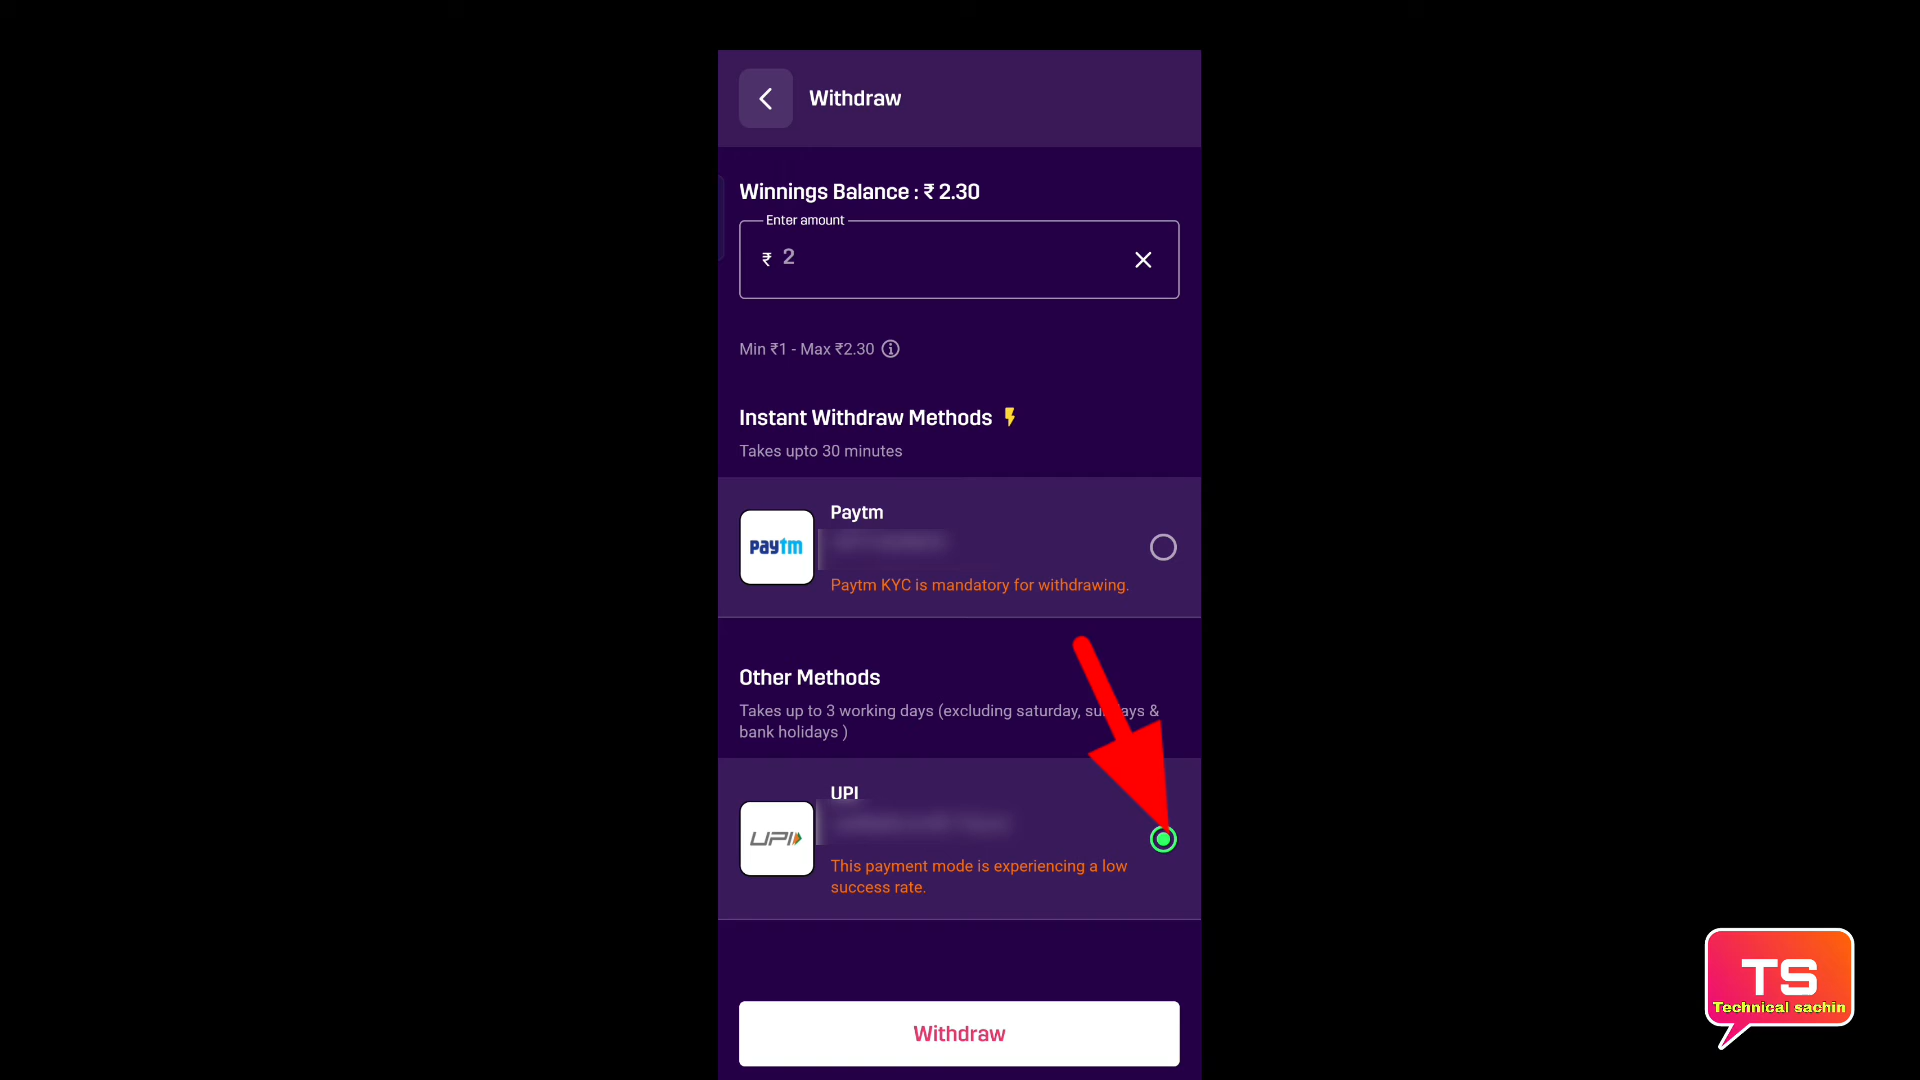 Withdraw
Winnings Balance : ₹ 2.30
Enter amount
₹ 2
Min ₹1 - Max ₹2.30
Instant Withdraw Methods
Takes upto 30 minutes
Paytm
paytm
Paytm KYC is mandatory for withdrawing.
Other Methods
Takes up to 3 working days (excluding saturday, sundays &
bank holidays )
UPI
UPI
This payment mode is experiencing a low
success rate.
Withdraw
TS
Technical sachin